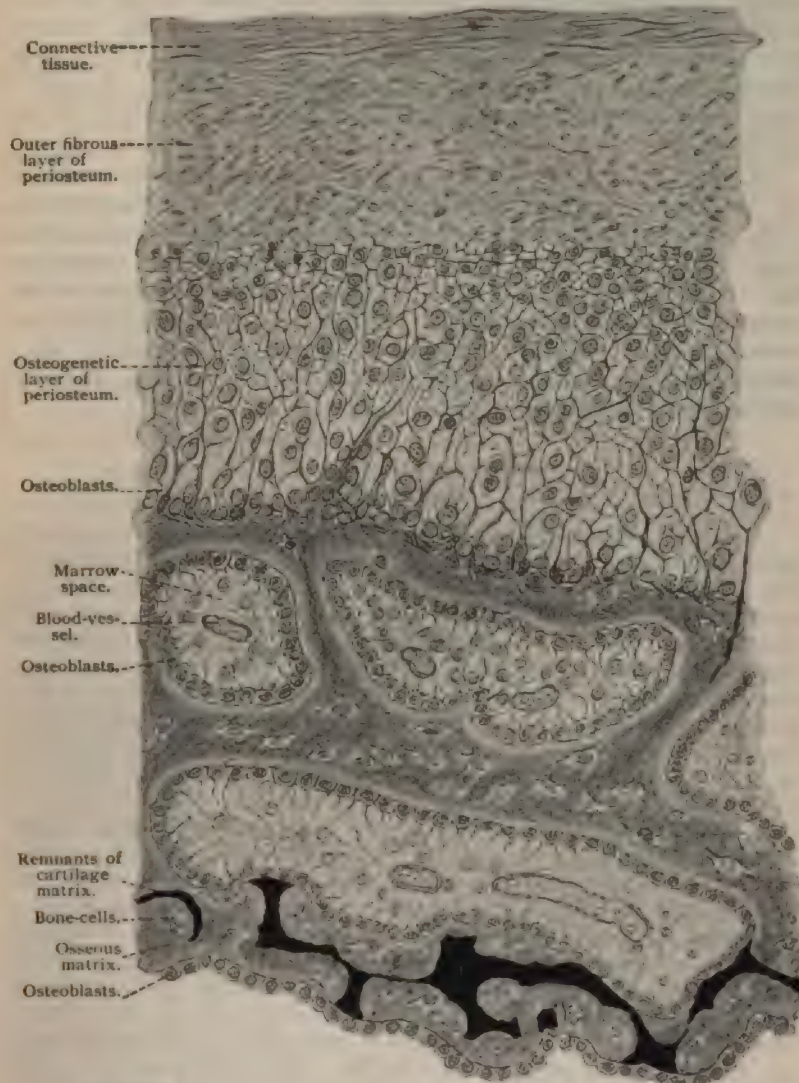 Connective
tissue.
Outer fibrous
layer of
periosteum.
Osteogenetic
layer of
periosteum.
Osteoblasts.
Marrow
space.
Blood-ves-
sel.
Osteoblasts.
Remnants of
cartilage
matrix.
Bone-cells.
Osseous
matrix.
Osteoblasts.